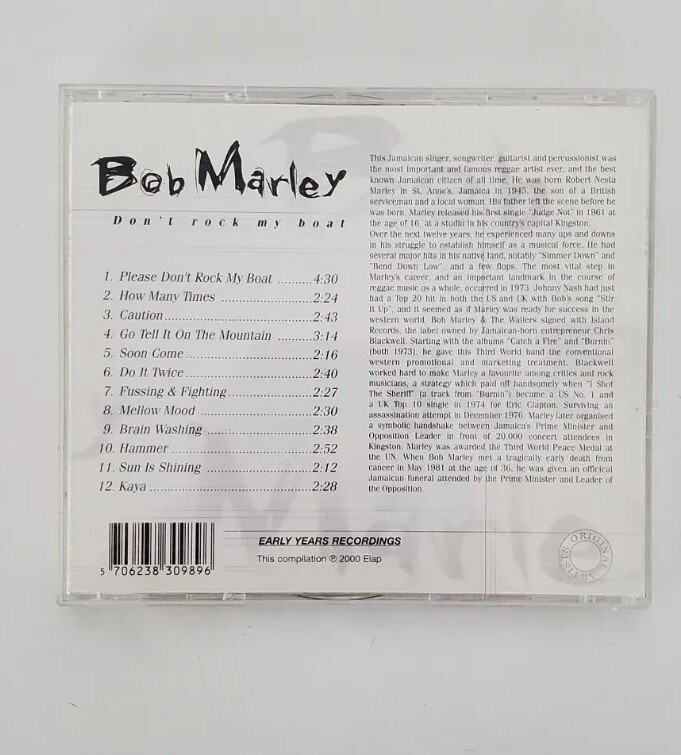 Bob Marley
Don't rock my boat
1. Please Don't Rock My Boat ..........4:30
2. How Many Times ......................2:24
3. Caution...................................2:43
4. Go Tell It On The Mountain ..........3:14
5. Soon Come..............................2:16
6. Do It Twice..............................2:40
7. Fussing & Fighting.....................2:27
8. Mellow Mood ...........................2:30
9. Brain Washing ..........................2:38
10. Hammer .................................2:52
11. Sun Is Shining .........................2:12
12. Kaya ......................................2:28
This Jamaican singer, songwriter, guitarist and percussionist was
the most important and famous reggae artist ever, and the best
known Jamaican citizen of all time. He was born Robert Nesta
Marley in St. Anne's, Jamaica in 1945, the son of a British
serviceman and a local woman. His father left the scene before he
was born. Marley released his first single "Judge Not" in 1961 at
the age of 16, at a studio in his country's capital Kingston.
Over the next twelve years, he experienced many ups and downs
in his struggle to establish himself as a musical force. He had
several major hits in his native land, notably "Simmer Down" and
"Bend Down Low", and a few flops. The most vital step in
Marley's career, and an important landmark in the course of
reggae music as a whole, occurred in 1973. Johnny Nash had just
had a Top 20 hit in both the US and UK with Bob's song "Stir
It Up", and it seemed as if Marley was ready for success in the
western world. Bob Marley & The Wailers signed with Island
Records, the label owned by Jamaican-born entrepreneur Chris
Blackwell. Starting with the albums "Catch a Fire" and "Burnin"
(both 1973), he gave this Third World band the conventional
western promotional and marketing treatment. Blackwell
worked hard to make Marley a favourite among critics and rock
musicians, a strategy which paid off handsomely when "I Shot
The Sheriff" (a track from "Burnin") became a US No. 1 and
a UK Top 10 single in 1974 for Eric Clapton. Surviving an
assassination attempt in December 1976, Marley later organised
a symbolic handshake between Jamaica's Prime Minister and
Opposition Leader in front of 20.000 concert attendees in
Kingston. Marley was awarded the Third World Peace Medal at
the UN. When Bob Marley met a tragically early death from
cancer in May 1981 at the age of 36, he was given an official
Jamaican funeral attended by the Prime Minister and Leader of
the Opposition.
5 706238 309896
EARLY YEARS RECORDINGS
This compilation ℗ 2000 Elap
ORIGINAL ARTISTS